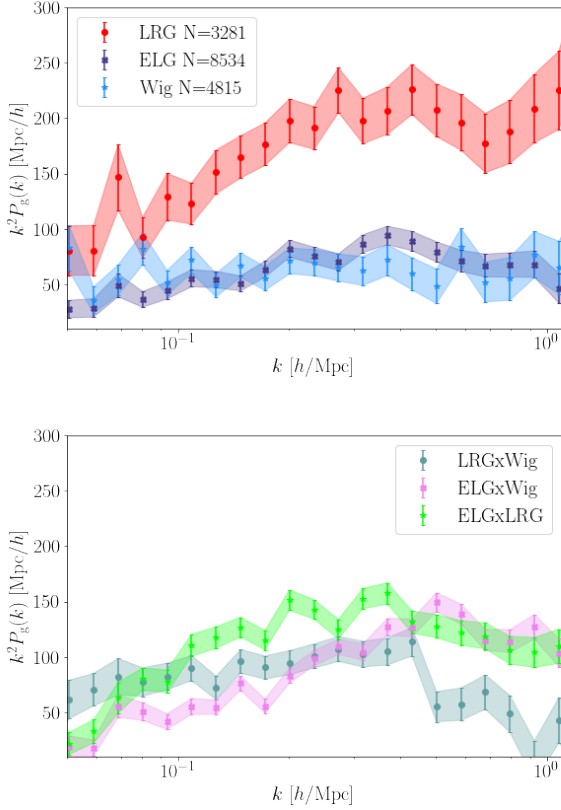 300
250
200
150
100
50
k²P_g(k) [Mpc/h]
LRG N=3281
ELG N=8534
Wig N=4815
10⁻¹
10⁰
k [h/Mpc]
300
250
200
150
100
50
k²P_g(k) [Mpc/h]
LRGxWig
ELGxWig
ELGxLRG
10⁻¹
10⁰
k [h/Mpc]